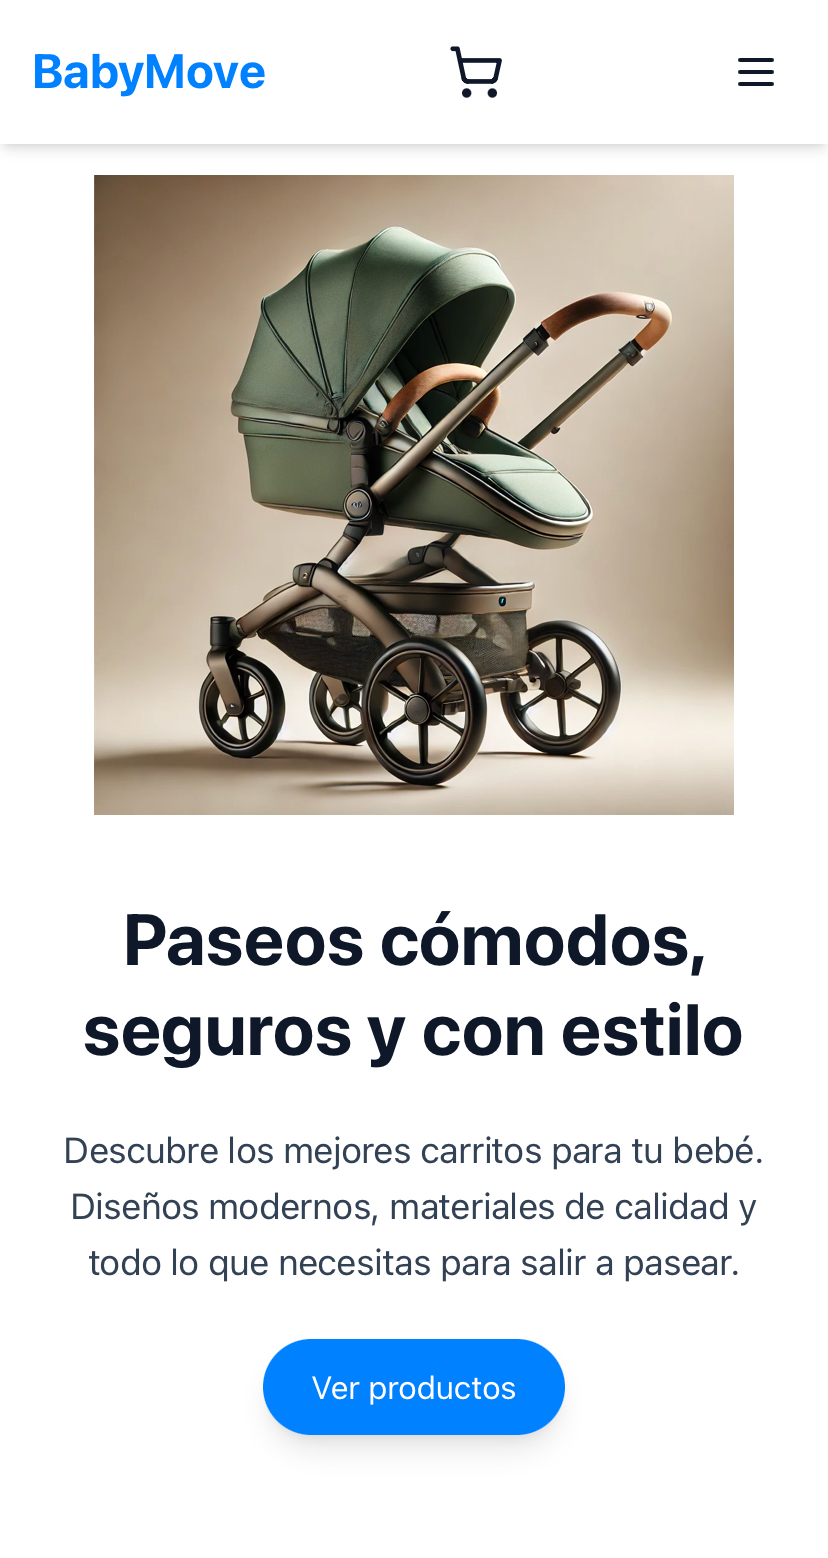 BabyMove
Paseos cómodos,
seguros y con estilo
Descubre los mejores carritos para tu bebé.
Diseños modernos, materiales de calidad y
todo lo que necesitas para salir a pasear.
Ver productos